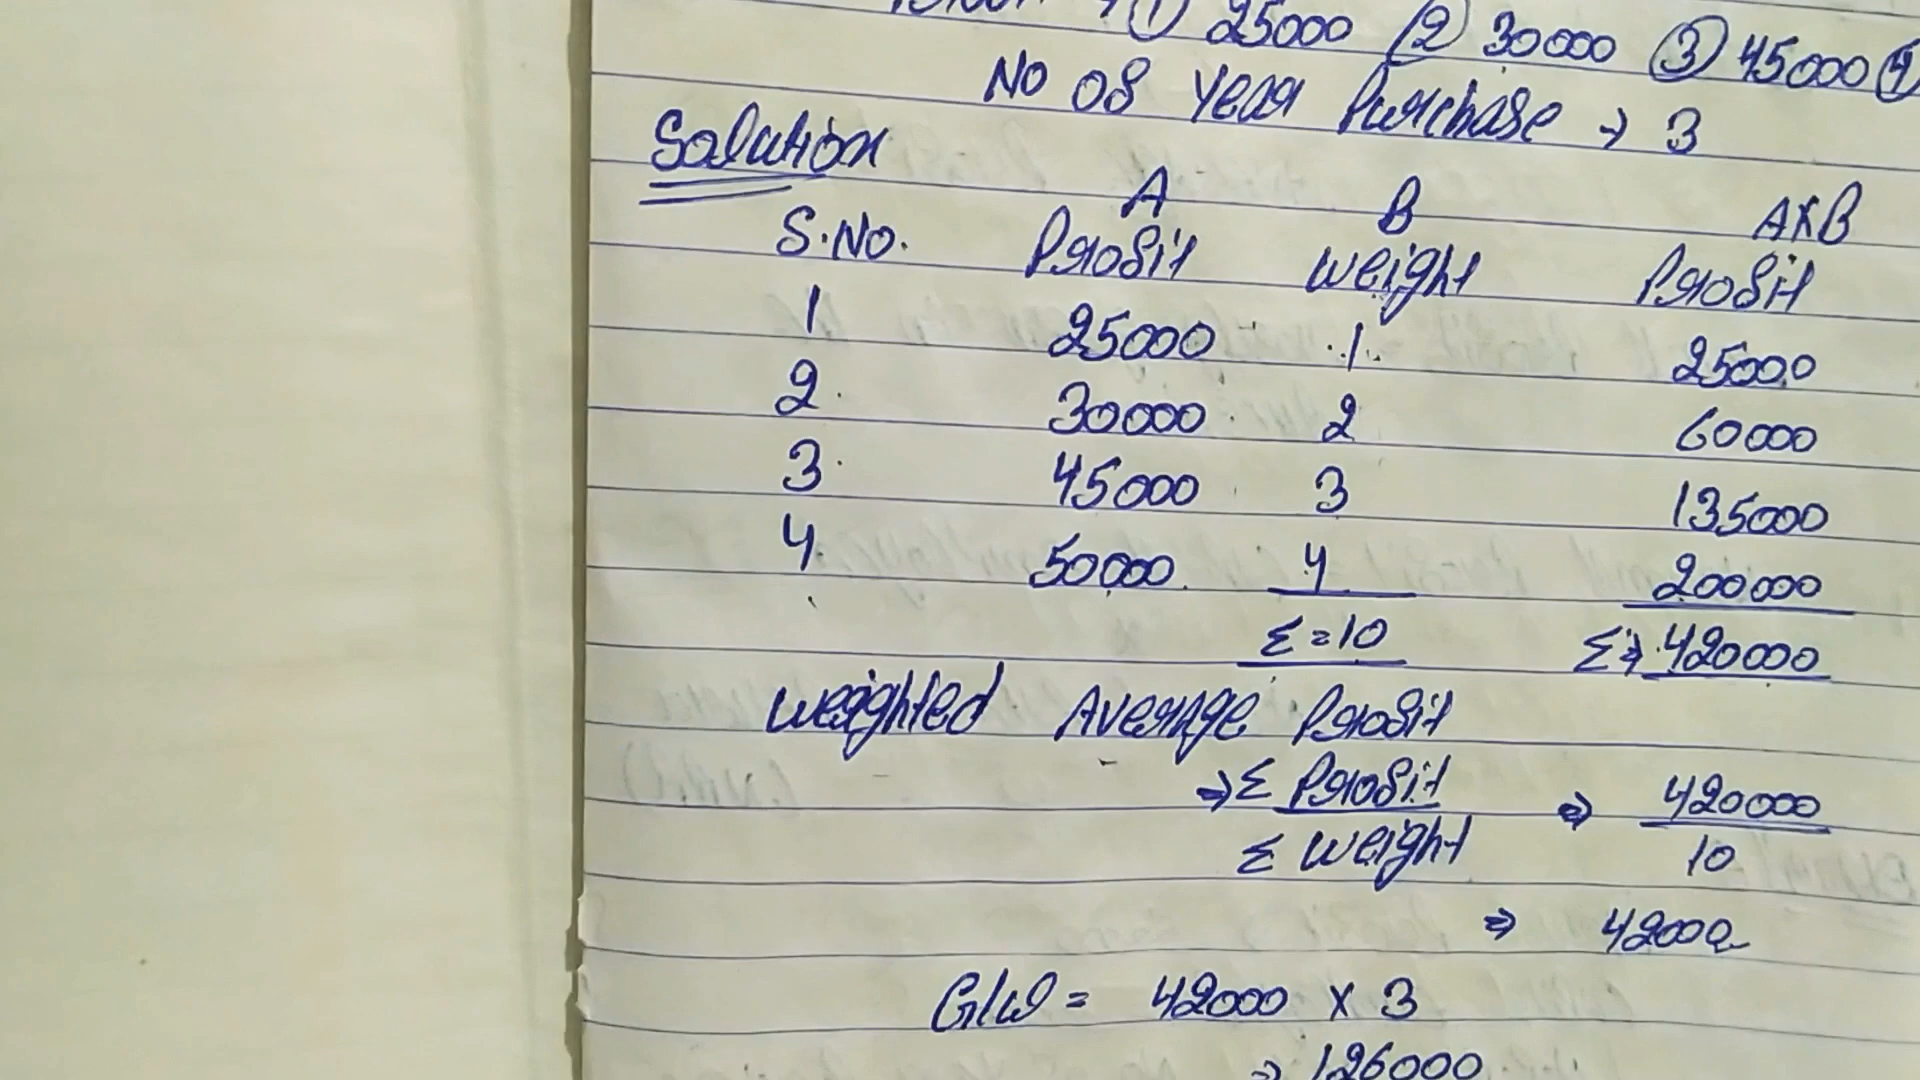 ① 25000 ② 30000 ③ 45000 ④
No of Year Purchase → 3
Solution
A B A×B
S.No. Profit Weight Profit
1 25000 1 25000
2 30000 2 60000
3 45000 3 135000
4 50000 4 200000
Σ = 10 Σ ⇒ 420000
Weighted Average Profit
⇒ Σ Profit ⇒ 420000
Σ Weight 10
⇒ 42000
G/W = 42000 × 3
⇒ 126000